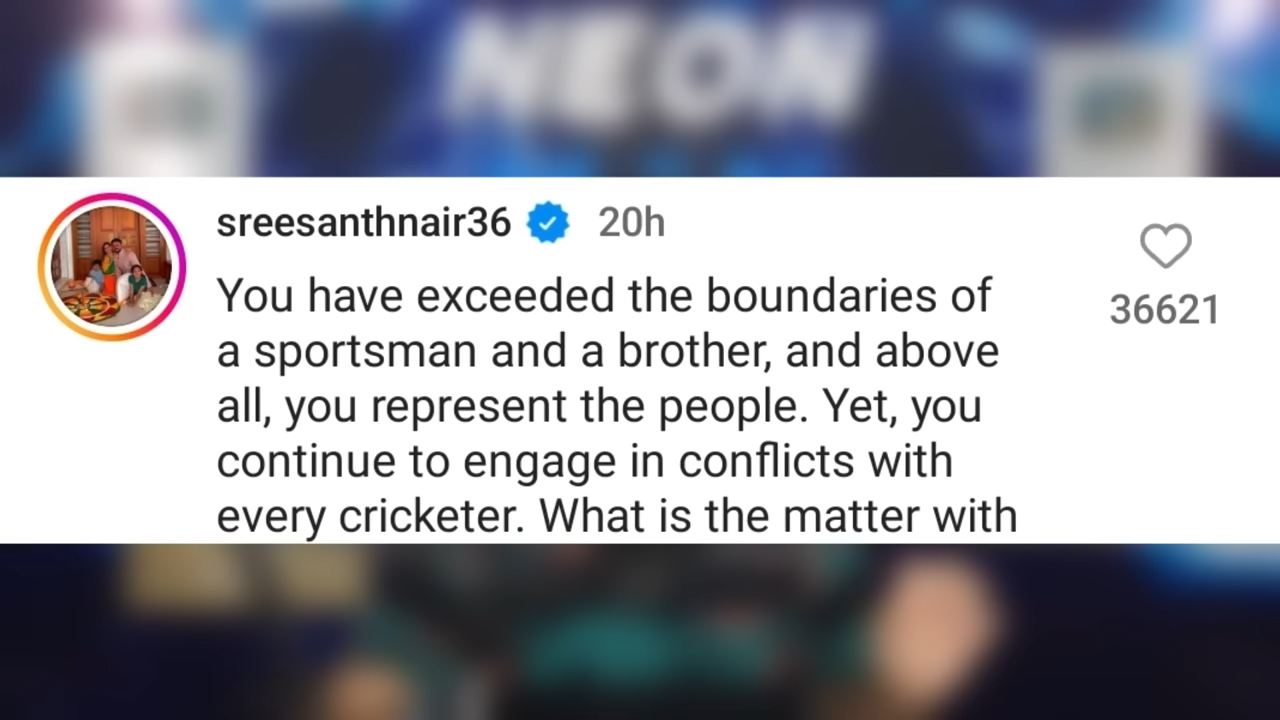 NEON
sreesanthnair36 20h
You have exceeded the boundaries of
a sportsman and a brother, and above
all, you represent the people. Yet, you
continue to engage in conflicts with
every cricketer. What is the matter with
36621